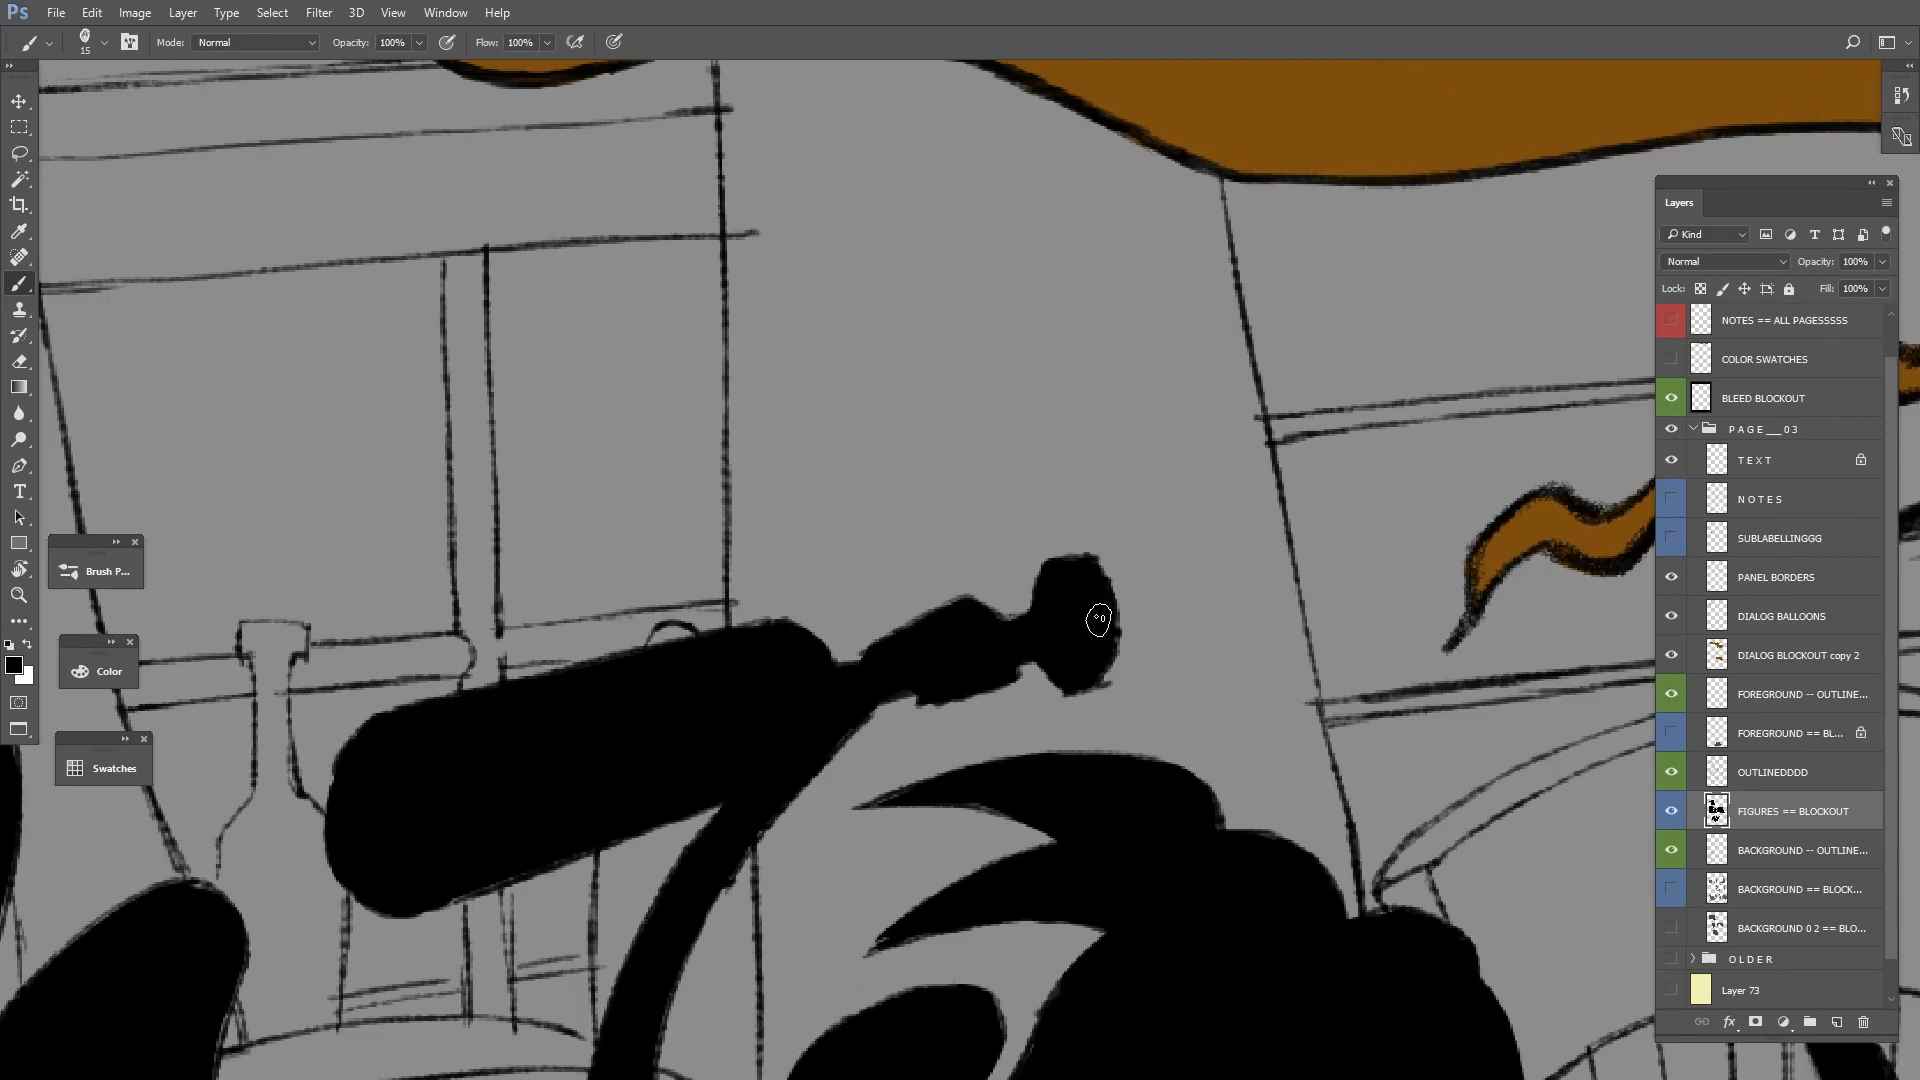 Ps File Edit Image Layer Type Select Filter 3D View Window Help
15 Mode: Normal Opacity: 100% Flow: 100%
Layers
Kind
Normal Opacity: 100%
Lock: Fill: 100%
NOTES == ALL PAGESSSSS
COLOR SWATCHES
BLEED BLOCKOUT
PAGE__03
TEXT
NOTES
SUBLABELLINGGG
PANEL BORDERS
DIALOG BALLOONS
DIALOG BLOCKOUT copy 2
FOREGROUND -- OUTLINE...
FOREGROUND == BL...
OUTLINEDDDD
FIGURES == BLOCKOUT
BACKGROUND -- OUTLINE...
BACKGROUND == BLOCK...
BACKGROUND 0 2 == BLO...
OLDER
Layer 73
Brush P...
Color
Swatches